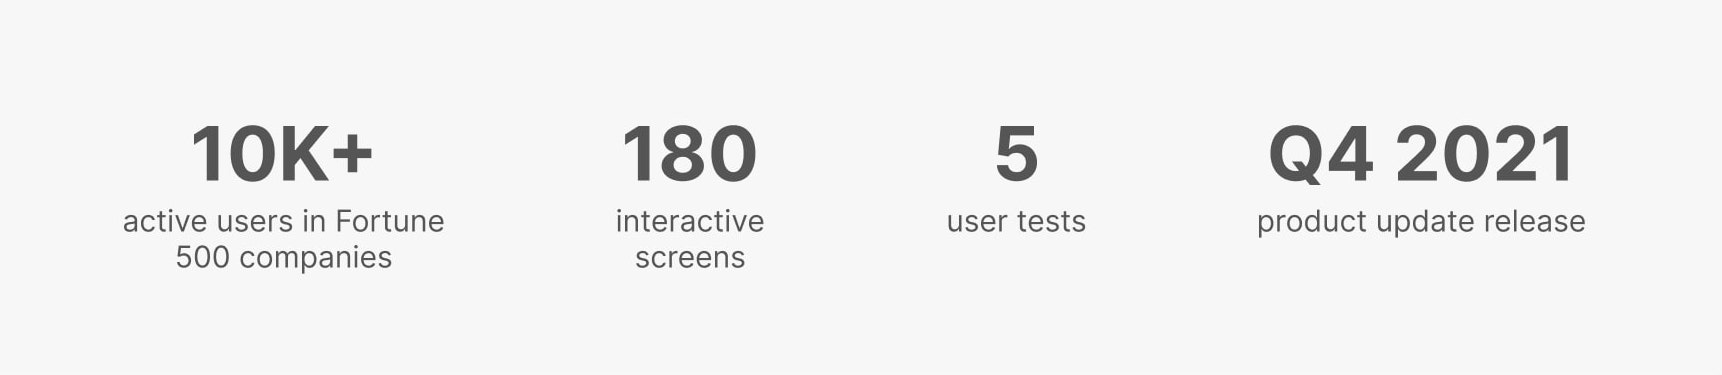 10K+
active users in Fortune
500 companies
180
interactive
screens
5
user tests
Q4 2021
product update release